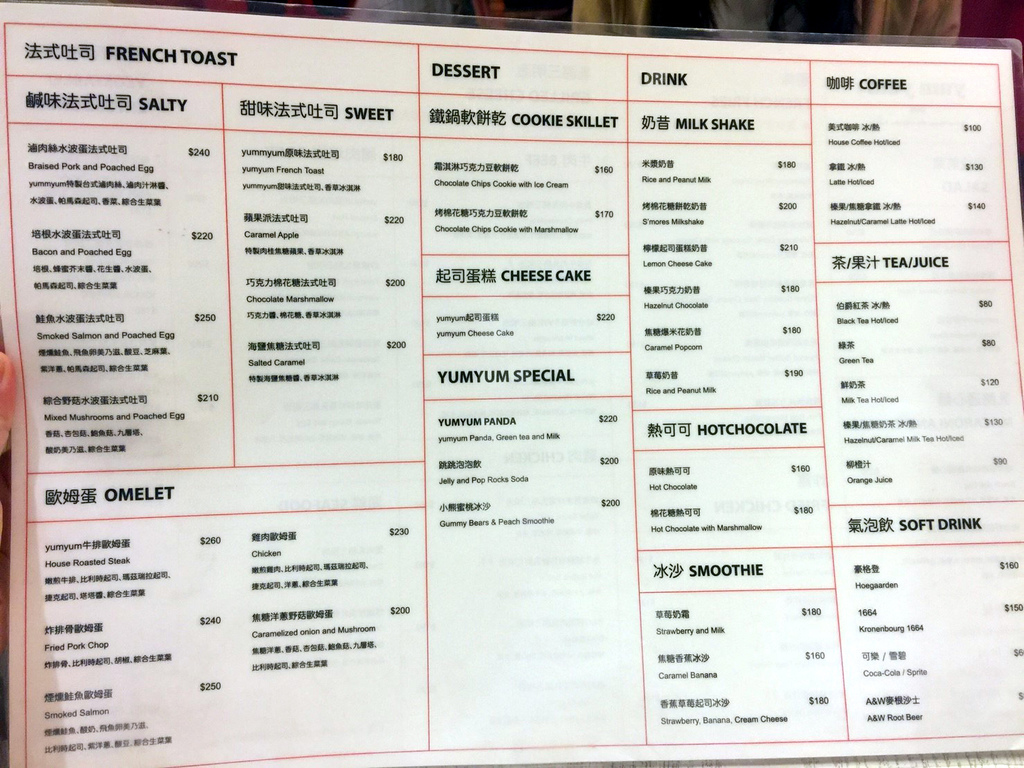 法式吐司 FRENCH TOAST
鹹味法式吐司 SALTY
滷肉絲水波蛋法式吐司 $240
Braised Pork and Poached Egg
yumyum特製台式滷肉絲、滷肉汁淋醬、
水波蛋、帕馬森起司、香菜、綜合生菜葉
培根水波蛋法式吐司 $220
Bacon and Poached Egg
培根、蜂蜜芥末醬、花生醬、水波蛋、
帕馬森起司、綜合生菜葉
鮭魚水波蛋法式吐司 $250
Smoked Salmon and Poached Egg
煙燻鮭魚、飛魚卵美乃滋、酸豆、芝麻葉、
紫洋蔥、帕馬森起司、綜合生菜葉
綜合野菇水波蛋法式吐司 $210
Mixed Mushrooms and Poached Egg
香菇、杏包菇、鮑魚菇、九層塔、
酸奶美乃滋、綜合生菜葉
甜味法式吐司 SWEET
yumyum原味法式吐司 $180
yumyum French Toast
yumyum甜味法式吐司、香草冰淇淋
蘋果派法式吐司 $220
Caramel Apple
特製肉桂焦糖蘋果、香草冰淇淋
巧克力棉花糖法式吐司 $200
Chocolate Marshmallow
巧克力醬、棉花糖、香草冰淇淋
海鹽焦糖法式吐司 $200
Salted Caramel
特製海鹽焦糖醬、香草冰淇淋
歐姆蛋 OMELET
yumyum牛排歐姆蛋 $260
House Roasted Steak
嫩煎牛排、比利時起司、瑪茲瑞拉起司、
捷克起司、塔塔醬、綜合生菜葉
炸排骨歐姆蛋 $240
Fried Pork Chop
炸排骨、比利時起司、胡椒、綜合生菜葉
煙燻鮭魚歐姆蛋 $250
Smoked Salmon
煙燻鮭魚、酸奶、飛魚卵美乃滋、
比利時起司、紫洋蔥、酸豆、綜合生菜葉
雞肉歐姆蛋 $230
Chicken
嫩煎雞肉、比利時起司、瑪茲瑞拉起司、
捷克起司、洋蔥、綜合生菜葉
焦糖洋蔥野菇歐姆蛋 $200
Caramelized onion and Mushroom
焦糖洋蔥、香菇、杏包菇、鮑魚菇、九層塔、
比利時起司、綜合生菜葉
DESSERT
鐵鍋軟餅乾 COOKIE SKILLET
霜淇淋巧克力豆軟餅乾 $160
Chocolate Chips Cookie with Ice Cream
烤棉花糖巧克力豆軟餅乾 $170
Chocolate Chips Cookie with Marshmallow
起司蛋糕 CHEESE CAKE
yumyum起司蛋糕 $220
yumyum Cheese Cake
YUMYUM SPECIAL
YUMYUM PANDA $220
yumyum Panda, Green tea and Milk
跳跳泡泡飲 $200
Jelly and Pop Rocks Soda
小熊蜜桃冰沙 $200
Gummy Bears & Peach Smoothie
DRINK
奶昔 MILK SHAKE
米漿奶昔 $180
Rice and Peanut Milk
烤棉花糖餅乾奶昔 $200
S'mores Milkshake
檸檬起司蛋糕奶昔 $210
Lemon Cheese Cake
榛果巧克力奶昔 $180
Hazelnut Chocolate
焦糖爆米花奶昔 $180
Caramel Popcorn
草莓奶昔 $190
Rice and Peanut Milk
熱可可 HOTCHOCOLATE
原味熱可可 $160
Hot Chocolate
棉花糖熱可可 $180
Hot Chocolate with Marshmallow
冰沙 SMOOTHIE
草莓奶霜 $180
Strawberry and Milk
焦糖香蕉冰沙 $160
Caramel Banana
香蕉草莓起司冰沙 $180
Strawberry, Banana, Cream Cheese
咖啡 COFFEE
美式咖啡 冰/熱 $100
House Coffee Hot/Iced
拿鐵 冰/熱 $130
Latte Hot/Iced
榛果/焦糖拿鐵 冰/熱 $140
Hazelnut/Caramel Latte Hot/Iced
茶/果汁 TEA/JUICE
伯爵紅茶 冰/熱 $80
Black Tea Hot/Iced
綠茶 $80
Green Tea
鮮奶茶 $120
Milk Tea Hot/Iced
榛果/焦糖奶茶 冰/熱 $130
Hazelnut/Caramel Milk Tea Hot/Iced
柳橙汁 $90
Orange Juice
氣泡飲 SOFT DRINK
豪格登 $160
Hoegaarden
1664 $150
Kronenbourg 1664
可樂 / 雪碧
Coca-Cola / Sprite
A&W麥根沙士
A&W Root Beer